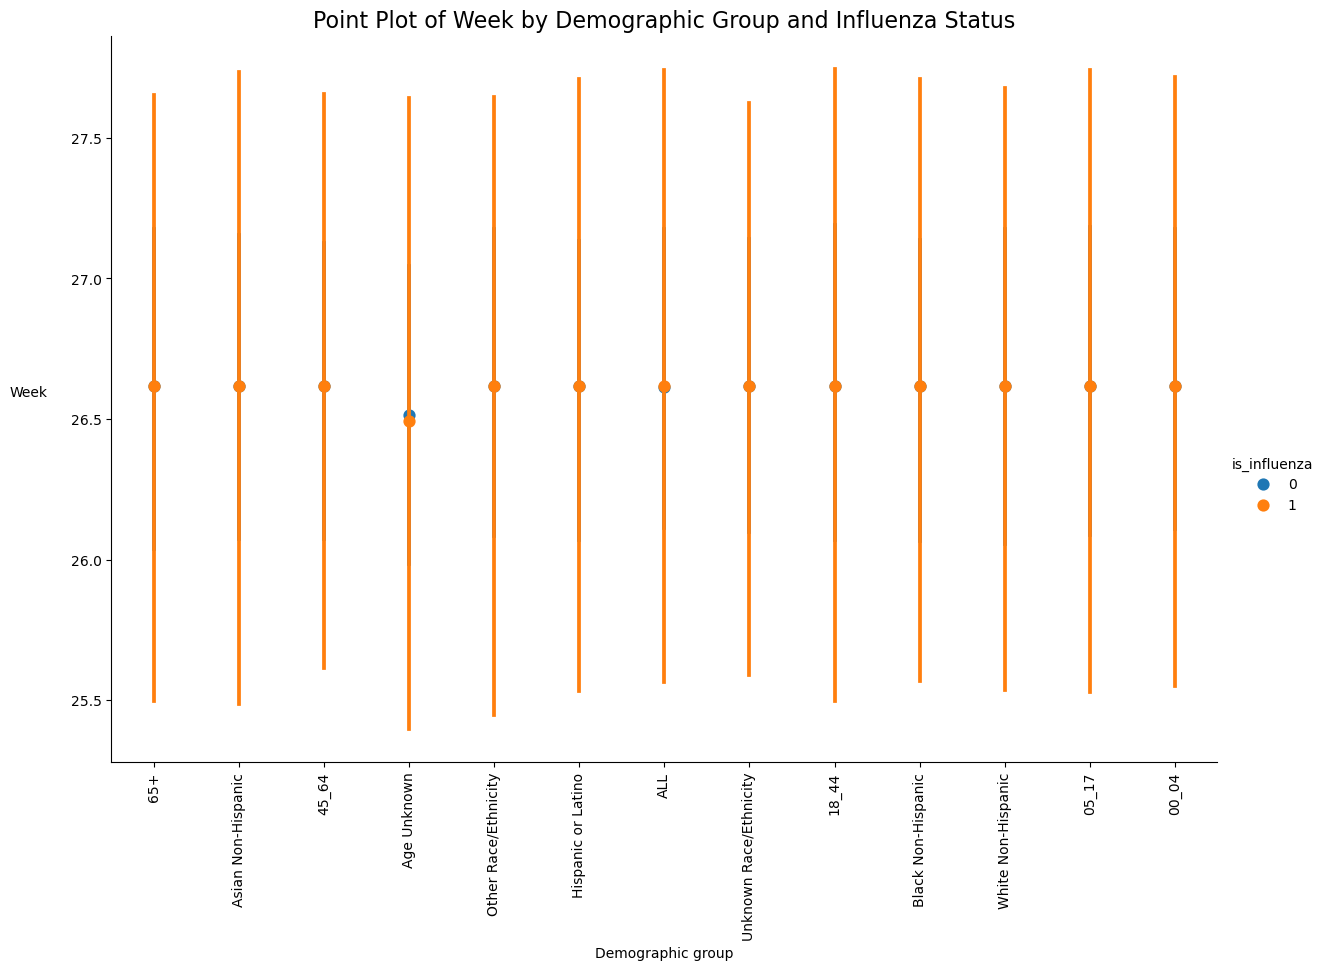 Point Plot of Week by Demographic Group and Influenza Status
27.5
27.0
26.5
26.0
25.5
Week
65+
Asian Non-Hispanic
45_64
Age Unknown
Other Race/Ethnicity
Hispanic or Latino
ALL
Unknown Race/Ethnicity
18_44
Black Non-Hispanic
White Non-Hispanic
05_17
00_04
Demographic group
is_influenza
0
1